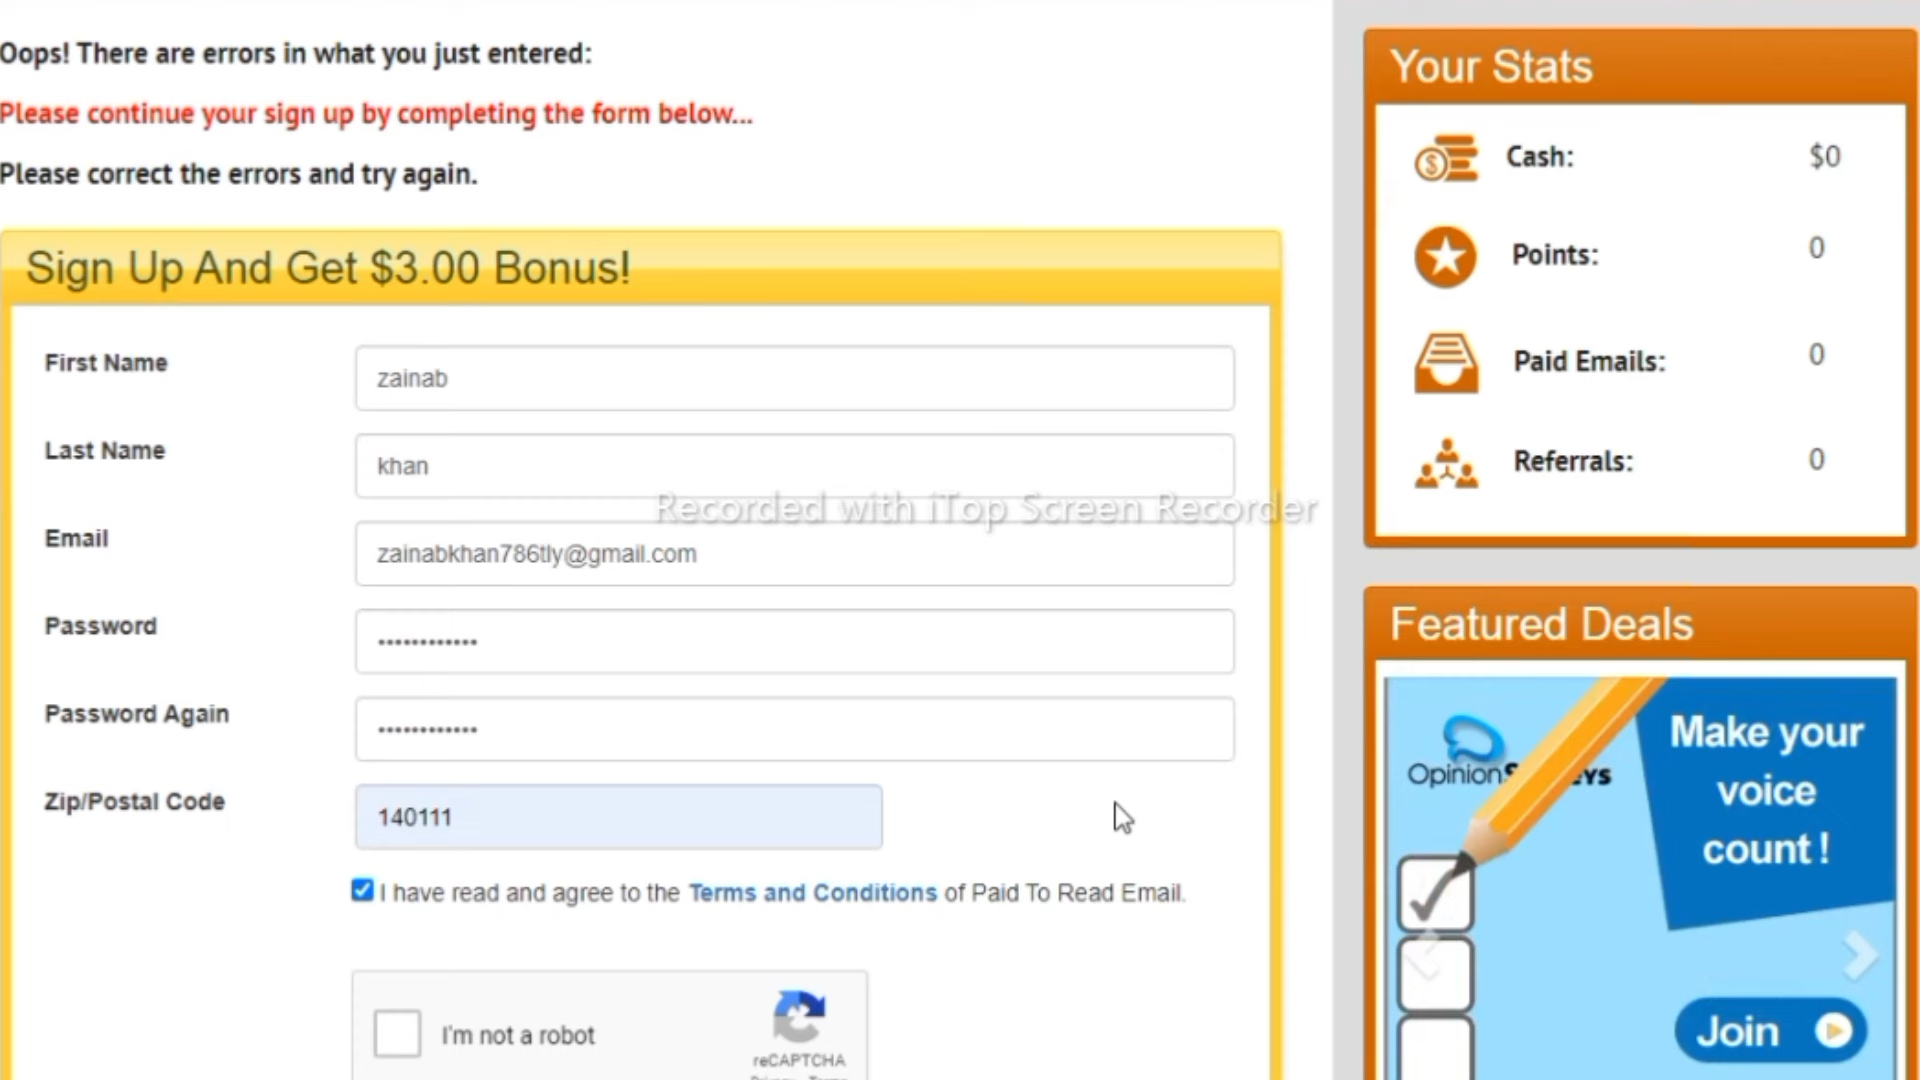 Oops! There are errors in what you just entered:
Please continue your sign up by completing the form below...
Please correct the errors and try again.
Sign Up And Get $3.00 Bonus!
First Name
zainab
Last Name
khan
Recorded with iTop Screen Recorder
Email
zainabkhan786tly@gmail.com
Password
••••••••••••
Password Again
••••••••••••
Zip/Postal Code
140111
I have read and agree to the Terms and Conditions of Paid To Read Email.
I'm not a robot
reCAPTCHA
Your Stats
Cash: $0
Points: 0
Paid Emails: 0
Referrals: 0
Featured Deals
Make your
voice
count!
Join